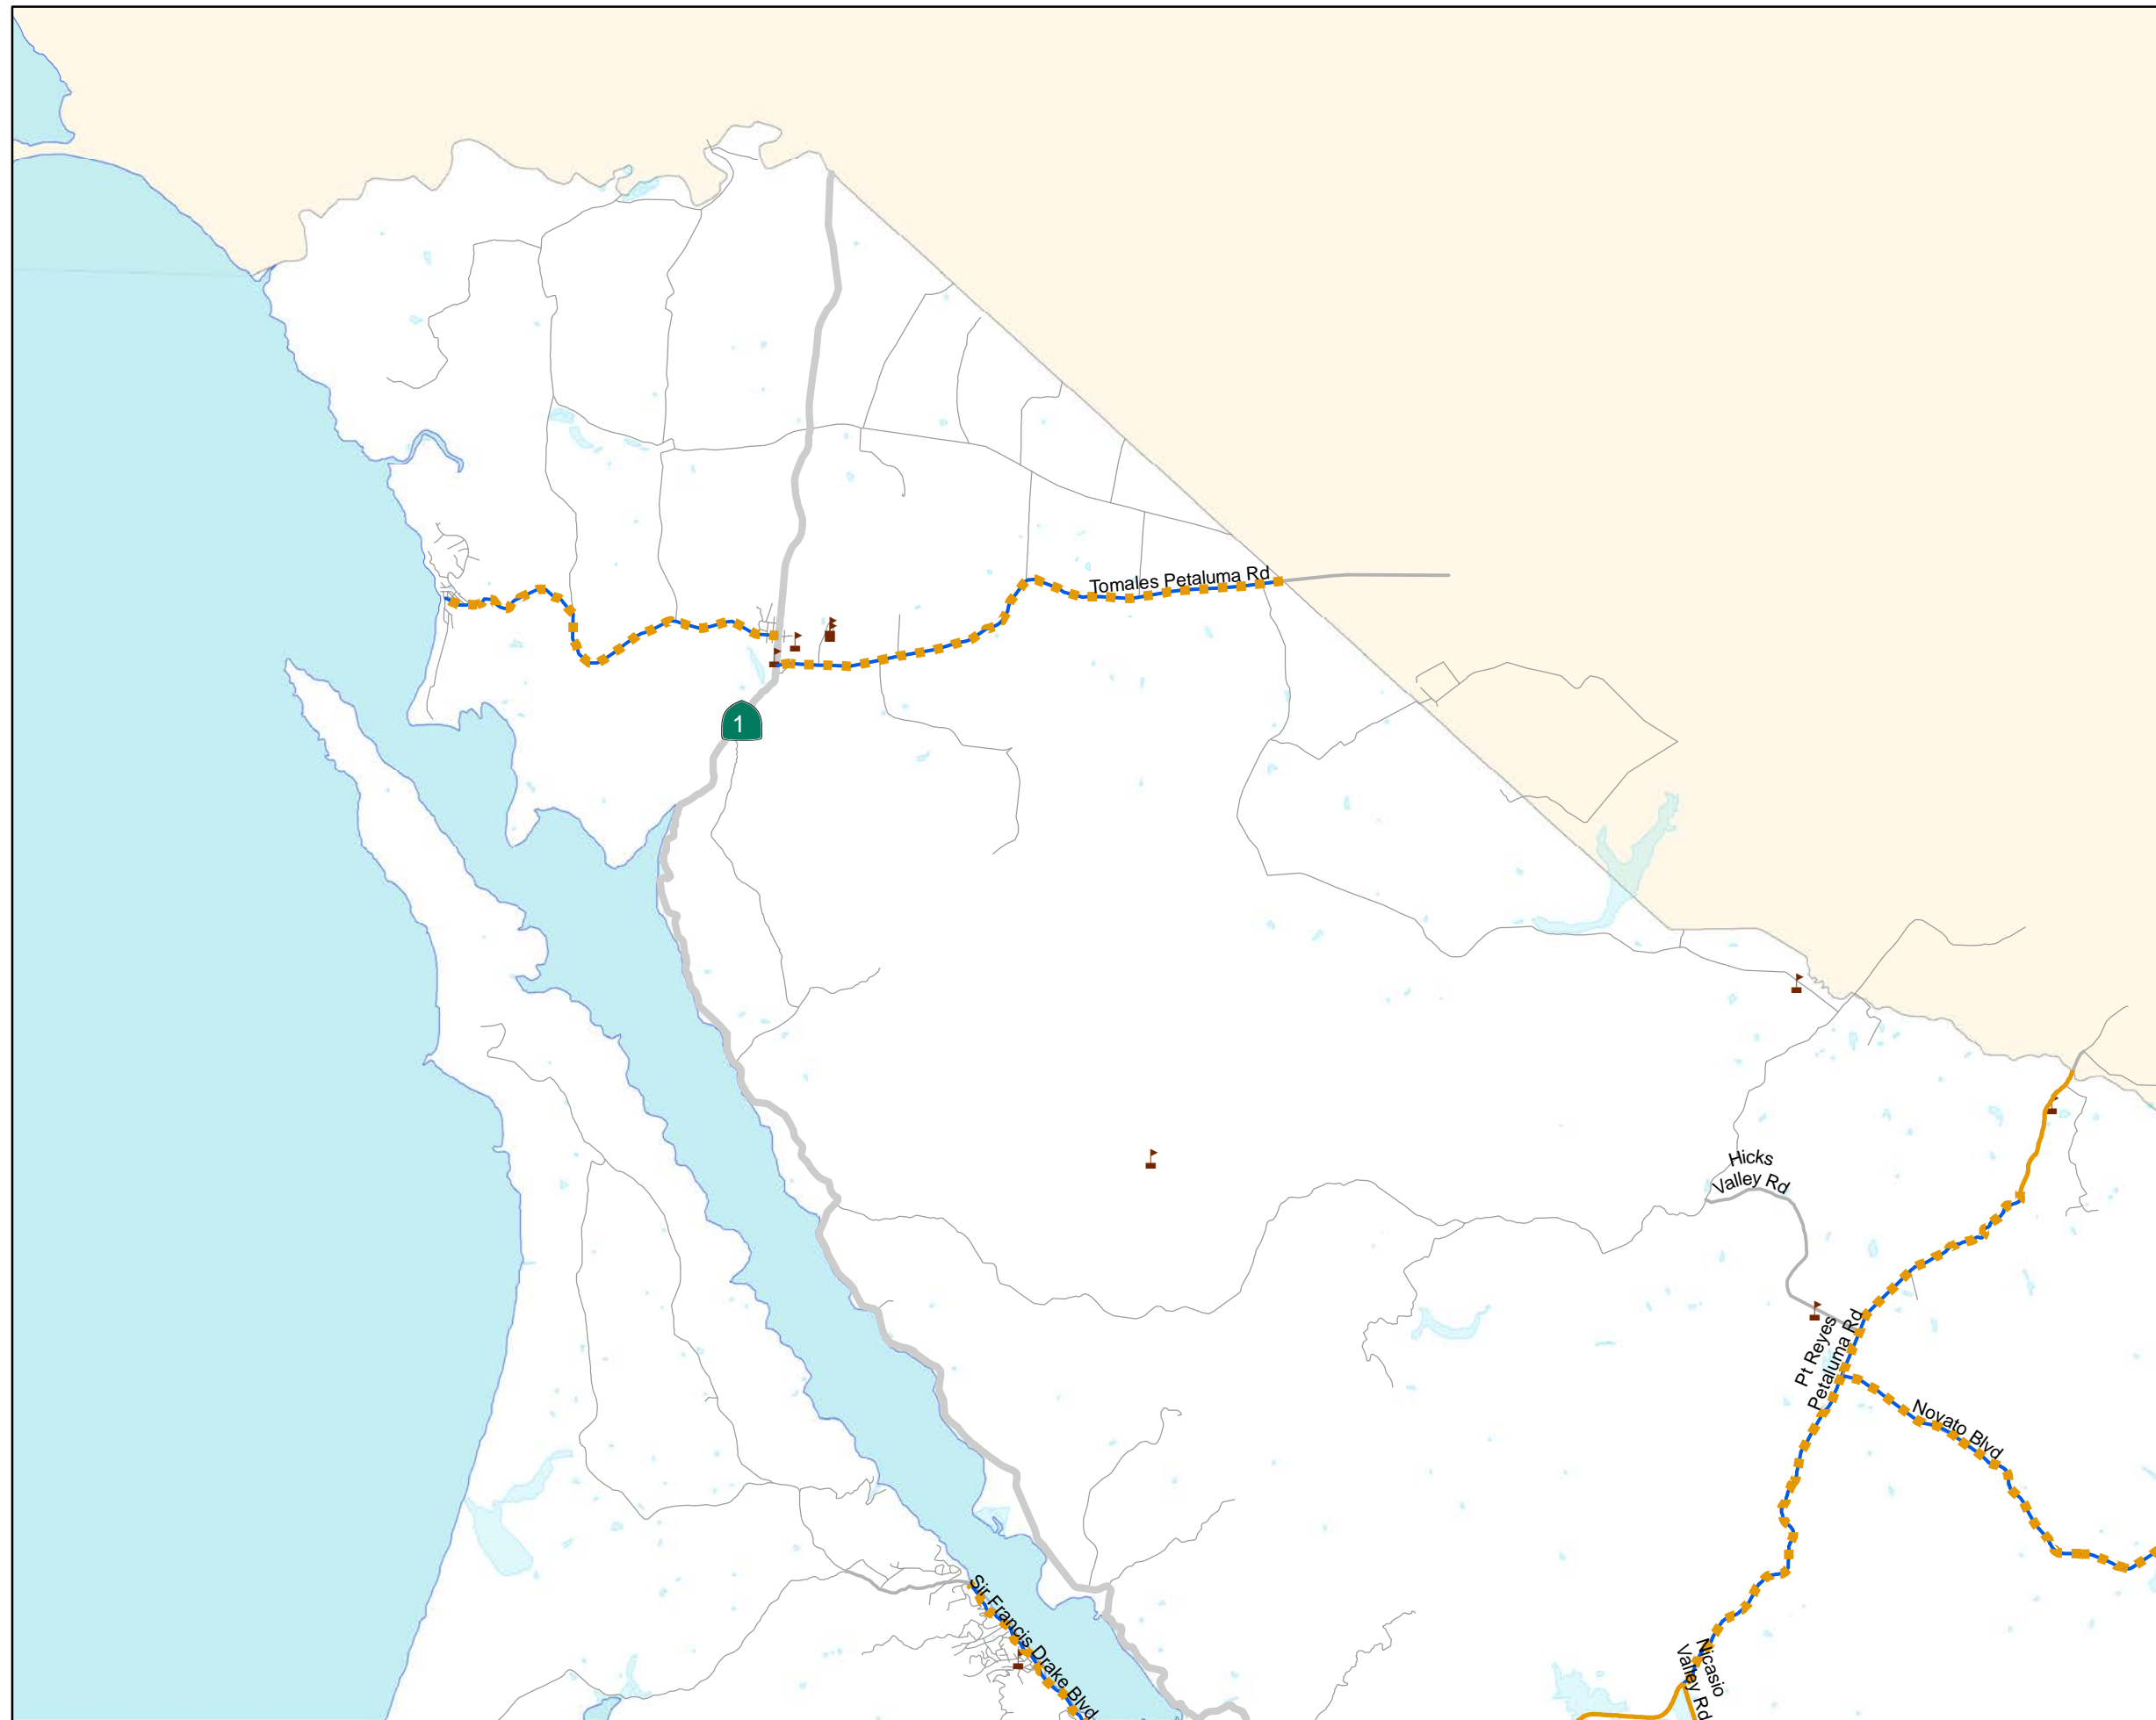 Tomales Petaluma Rd
1
Hicks
Valley Rd
Pt Reyes
Petaluma Rd
Novato Blvd
Sir Francis Drake Blvd
Nicasio
Valley Rd